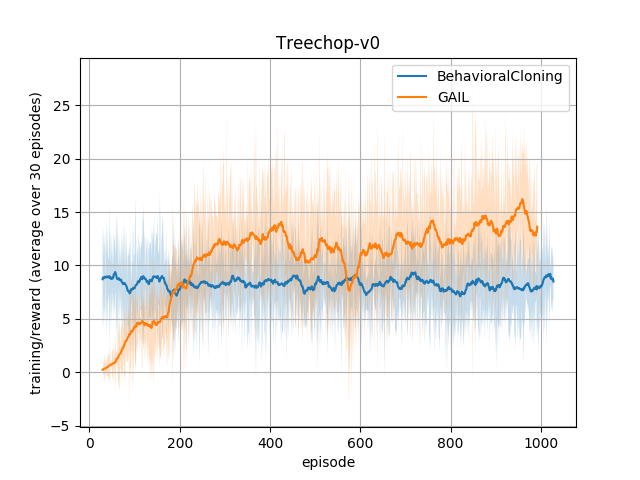 Treechop-v0
BehavioralCloning
GAIL
training/reward (average over 30 episodes)
25
20
15
10
5
0
−5
0 200 400 600 800 1000
episode